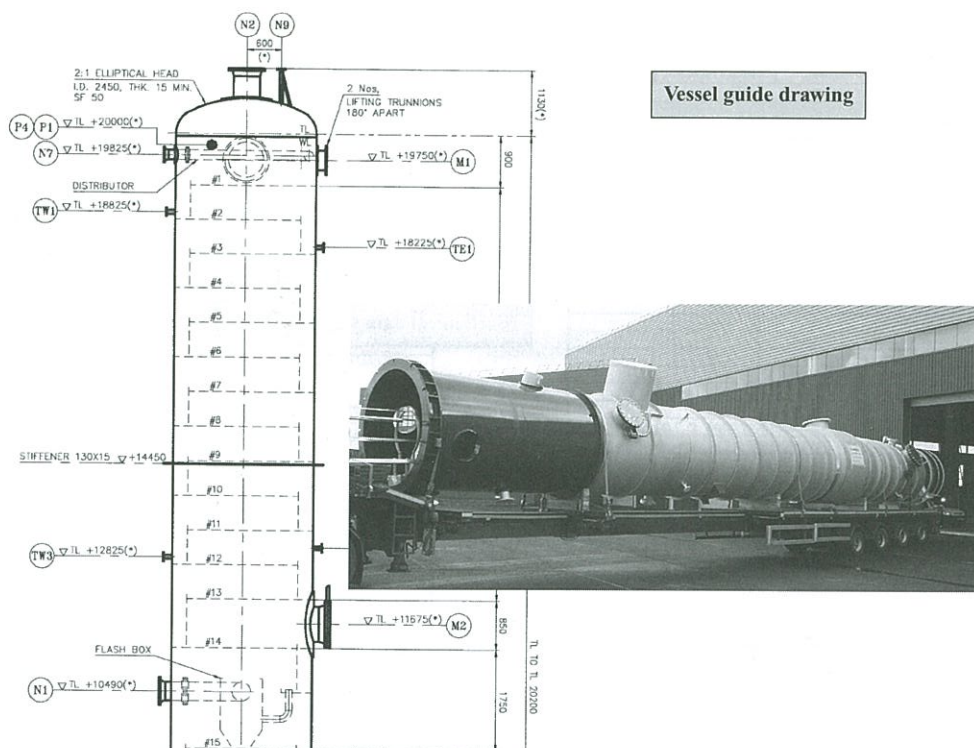 N2 N9
600
(*)
2:1 ELLIPTICAL HEAD
I.D. 2450, THK. 15 MIN.
SF 50
2 Nos,
LIFTING TRUNNIONS
180° APART
1130(*)
Vessel guide drawing
P4 P1 TL +20000(*)
TL
WL
N7 TL +19825(*)
TL +19750(*) M1
900
DISTRIBUTOR
#1
TW1 TL +18825(*)
#2
TL +18225(*) TE1
#3
#4
#5
#6
#7
#8
#9
STIFFENER 130X15 +14450
#10
#11
TW3 TL +12825(*)
#12
#13
TL +11675(*) M2
850
#14
FLASH BOX
N1 TL +10490(*)
1750
TL TO TL 20200
#15